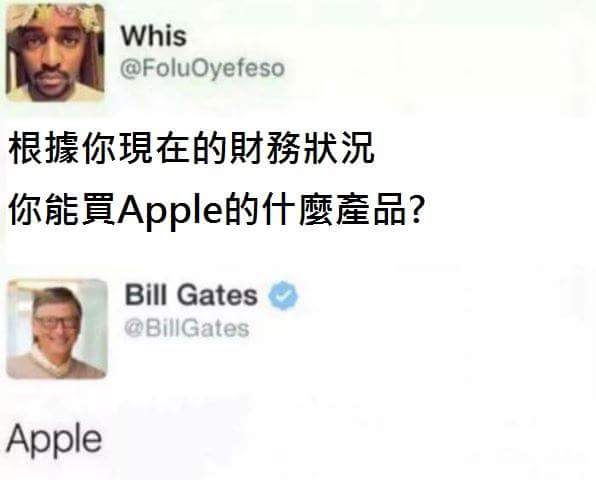 Whis
@FoluOyefeso
根據你現在的財務狀況
你能買Apple的什麼產品?
Bill Gates
@BillGates
Apple